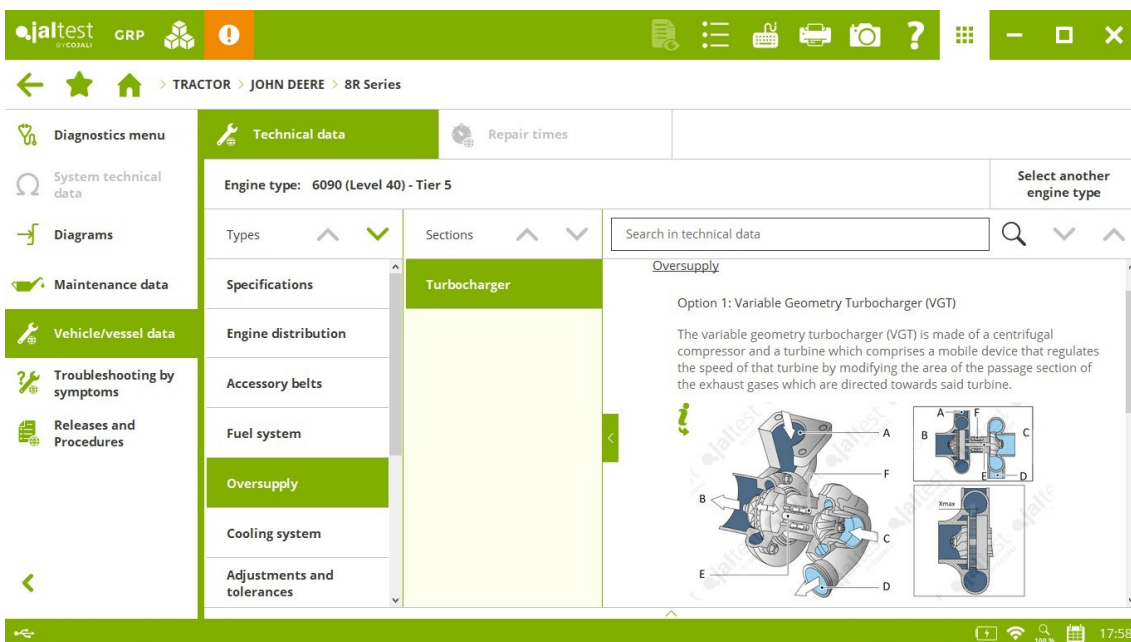 jaltest GRP
BY COJALI
TRACTOR > JOHN DEERE > 8R Series
Diagnostics menu
System technical
data
Diagrams
Maintenance data
Vehicle/vessel data
Troubleshooting by
symptoms
Releases and
Procedures
Technical data
Repair times
Engine type: 6090 (Level 40) - Tier 5
Select another
engine type
Types
Sections
Search in technical data
Specifications
Engine distribution
Accessory belts
Fuel system
Oversupply
Cooling system
Adjustments and
tolerances
Turbocharger
Oversupply
Option 1: Variable Geometry Turbocharger (VGT)
The variable geometry turbocharger (VGT) is made of a centrifugal
compressor and a turbine which comprises a mobile device that regulates
the speed of that turbine by modifying the area of the passage section of
the exhaust gases which are directed towards said turbine.
A
F
B
C
E
D
A F
B
C
E
D
Xmax
jaltest
100 %
17:58